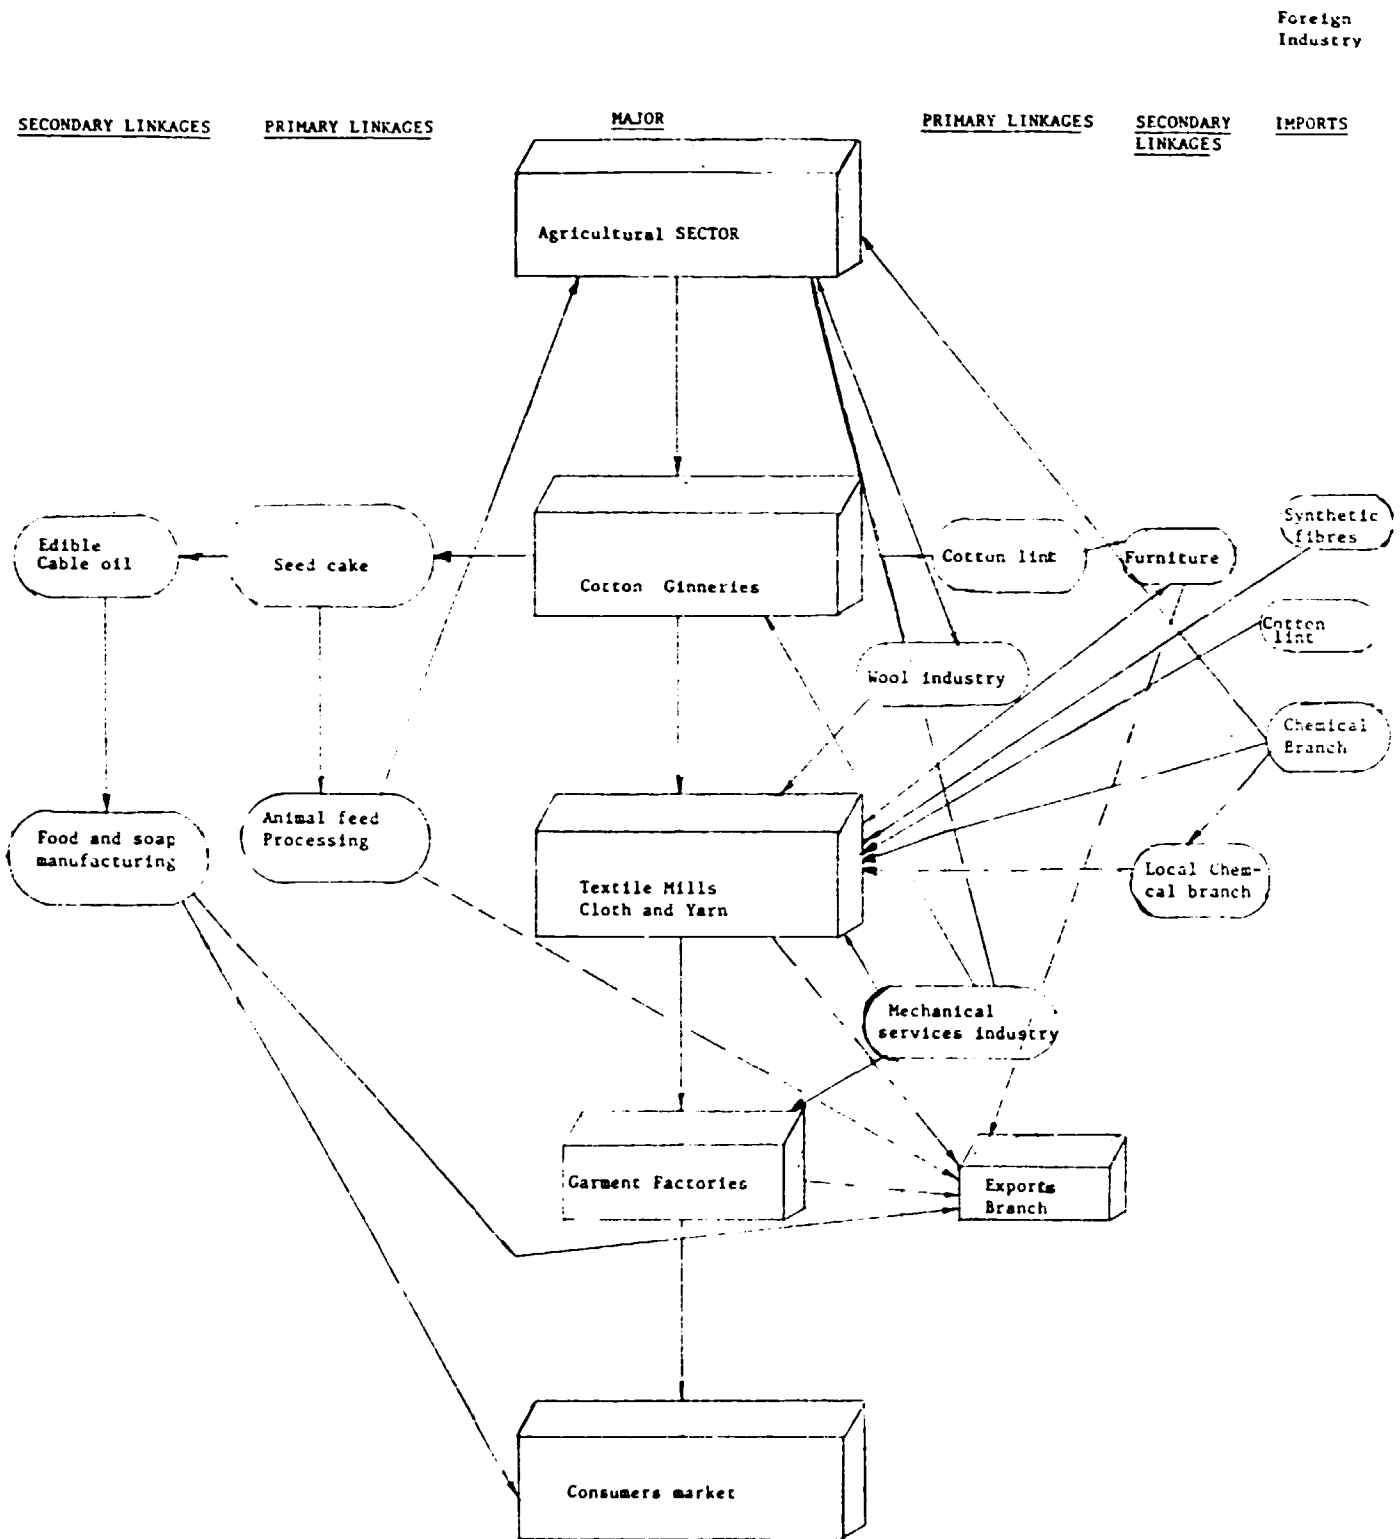 Foreign
Industry
SECONDARY LINKAGES
PRIMARY LINKAGES
MAJOR
PRIMARY LINKAGES
SECONDARY
LINKAGES
IMPORTS
Agricultural SECTOR
Edible
Cable oil
Seed cake
Cotton Ginneries
Cotton lint
Furniture
Synthetic
fibres
Cotton
lint
Wool industry
Chemical
Branch
Food and soap
manufacturing
Animal feed
Processing
Textile Mills
Cloth and Yarn
Local Chem-
cal branch
Mechanical
services industry
Garment Factories
Exports
Branch
Consumers market